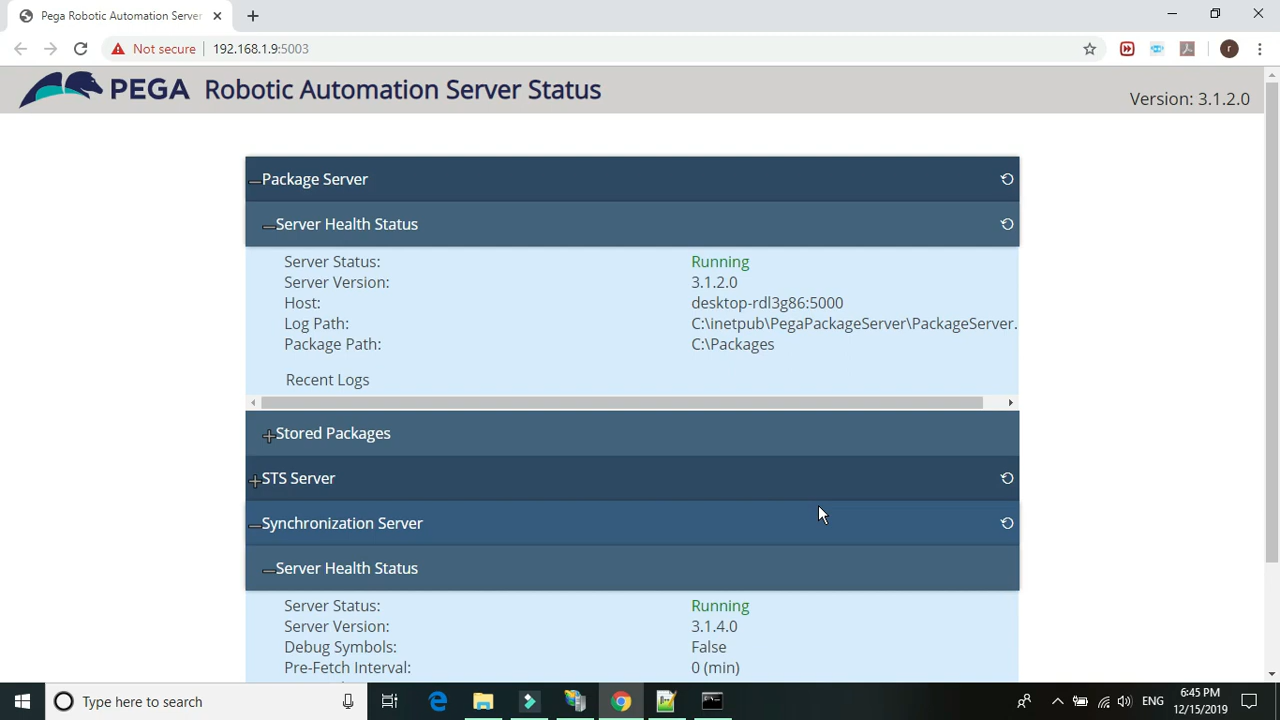 Pega Robotic Automation Server
Not secure
192.168.1.9:5003
r
PEGA
Robotic Automation Server Status
Version: 3.1.2.0
Package Server
Server Health Status
Server Status: Running
Server Version: 3.1.2.0
Host: desktop-rdl3g86:5000
Log Path: C:\inetpub\PegaPackageServer\PackageServer.
Package Path: C:\Packages
Recent Logs
Stored Packages
STS Server
Synchronization Server
Server Health Status
Server Status: Running
Server Version: 3.1.4.0
Debug Symbols: False
Pre-Fetch Interval: 0 (min)
Type here to search
ENG
6:45 PM
12/15/2019